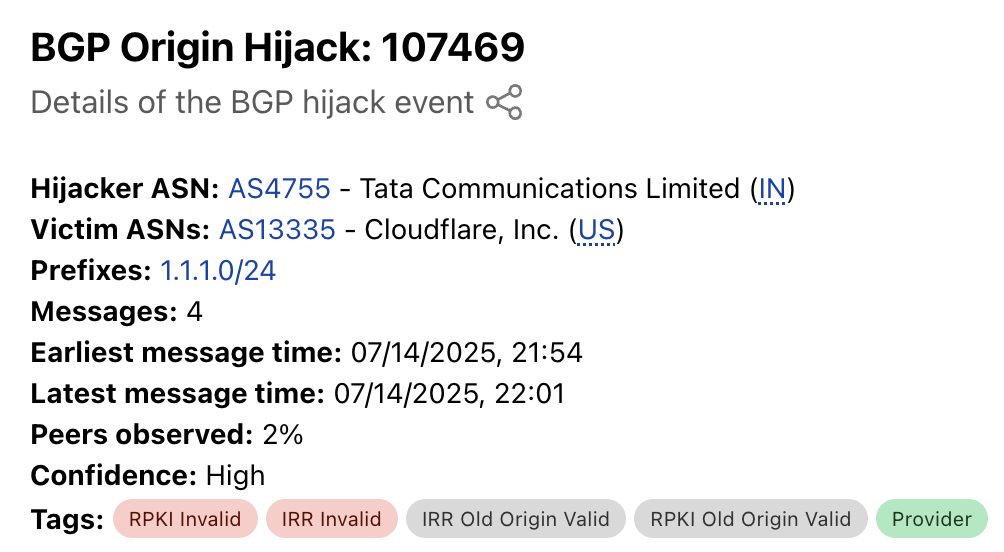 BGP Origin Hijack: 107469
Details of the BGP hijack event
Hijacker ASN: AS4755 - Tata Communications Limited (IN)
Victim ASNs: AS13335 - Cloudflare, Inc. (US)
Prefixes: 1.1.1.0/24
Messages: 4
Earliest message time: 07/14/2025, 21:54
Latest message time: 07/14/2025, 22:01
Peers observed: 2%
Confidence: High
Tags: RPKI Invalid IRR Invalid IRR Old Origin Valid RPKI Old Origin Valid Provider